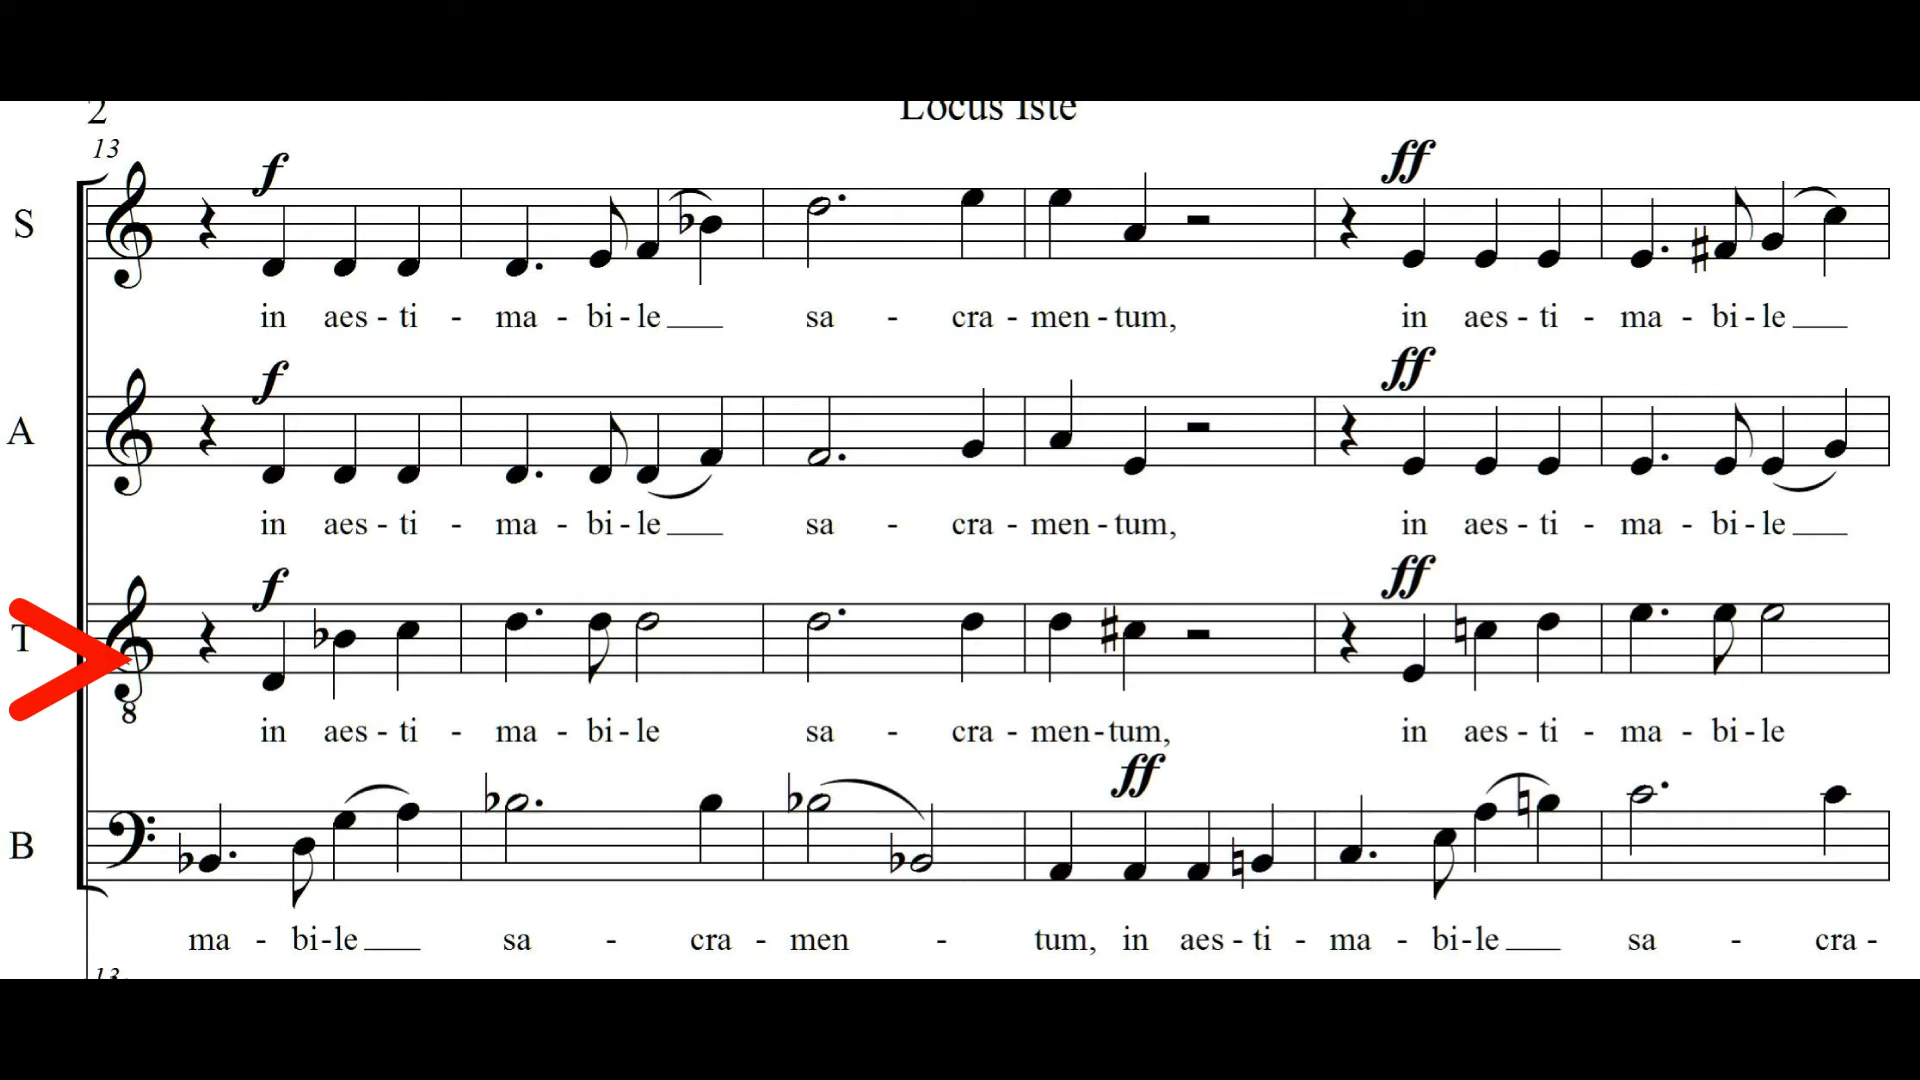 2
Locus Iste
13
f
ff
S
in aes - ti - ma - bi - le sa - cra - men - tum, in aes - ti - ma - bi - le
f
ff
A
in aes - ti - ma - bi - le sa - cra - men - tum, in aes - ti - ma - bi - le
f
ff
T
8
in aes - ti - ma - bi - le sa - cra - men - tum, in aes - ti - ma - bi - le
ff
B
ma - bi - le sa - cra - men - tum, in aes - ti - ma - bi - le sa - cra -
13